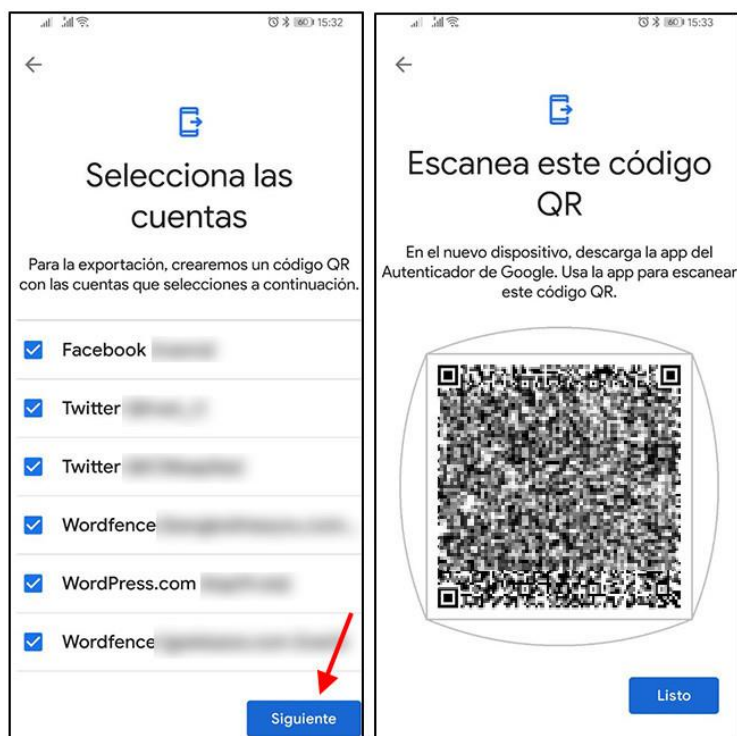 15:32
Selecciona las
cuentas
Para la exportación, crearemos un código QR
con las cuentas que selecciones a continuación.
Facebook
Twitter
Twitter
Wordfence
WordPress.com
Wordfence
Siguiente
15:33
Escanea este código
QR
En el nuevo dispositivo, descarga la app del
Autenticador de Google. Usa la app para escanear
este código QR.
Listo